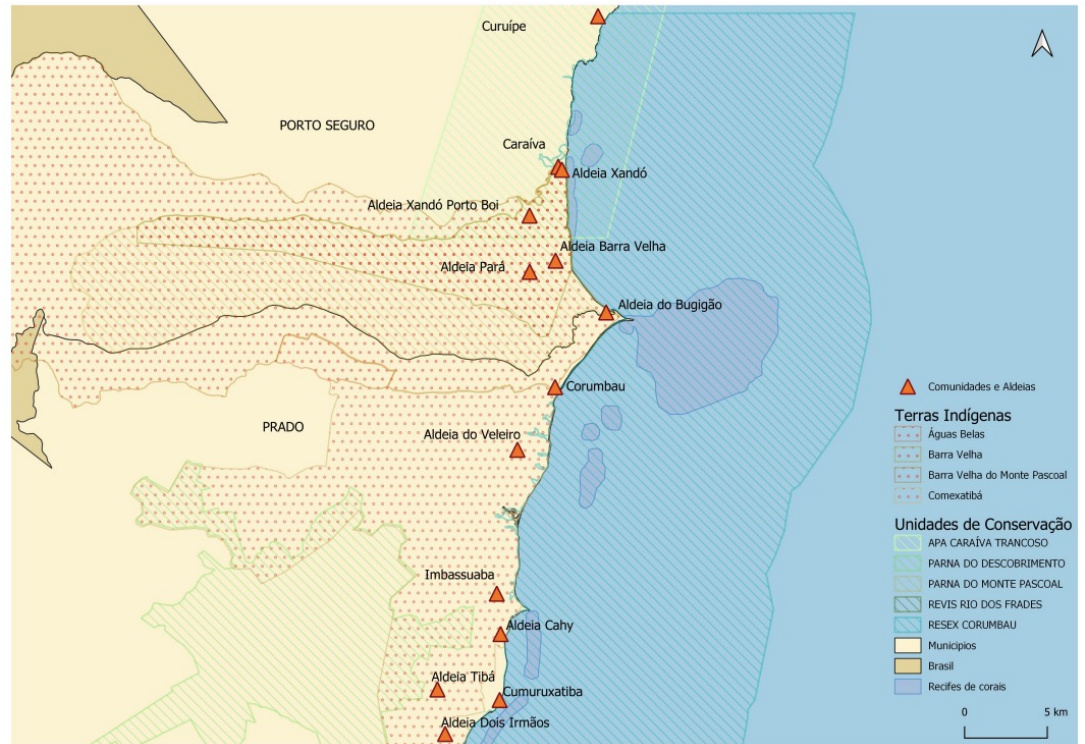 Curuípe
PORTO SEGURO
Caraíva
Aldeia Xandó
Aldeia Xandó Porto Boi
Aldeia Barra Velha
Aldeia Pará
Aldeia do Bugigão
Corumbau
PRADO
Aldeia do Veleiro
Imbassuaba
Aldeia Cahy
Aldeia Tibá
Cumuruxatiba
Aldeia Dois Irmãos
Comunidades e Aldeias
Terras Indígenas
Águas Belas
Barra Velha
Barra Velha do Monte Pascoal
Comexatibá
Unidades de Conservação
APA CARAÍVA TRANCOSO
PARNA DO DESCOBRIMENTO
PARNA DO MONTE PASCOAL
REVIS RIO DOS FRADES
RESEX CORUMBAU
Municipios
Brasil
Recifes de corais
0 5 km